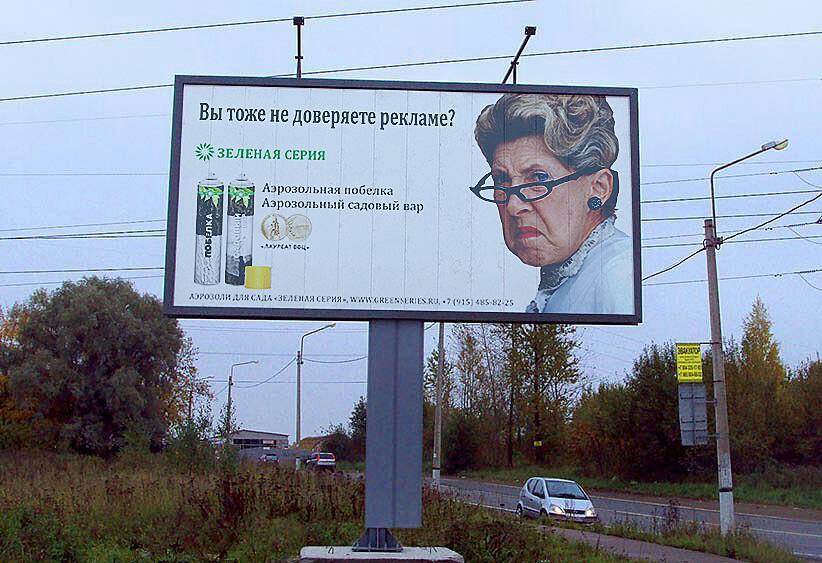 Вы тоже не доверяете рекламе?
ЗЕЛЕНАЯ СЕРИЯ
Аэрозольная побелка
Аэрозольный садовый вар
ПОБЕЛКА
«ЛАУРЕАТ ВВЦ»
АЭРОЗОЛИ ДЛЯ САДА «ЗЕЛЕНАЯ СЕРИЯ», WWW.GREENSERIES.RU, +7 (915) 485-82-25
ЭВАКУАТОР